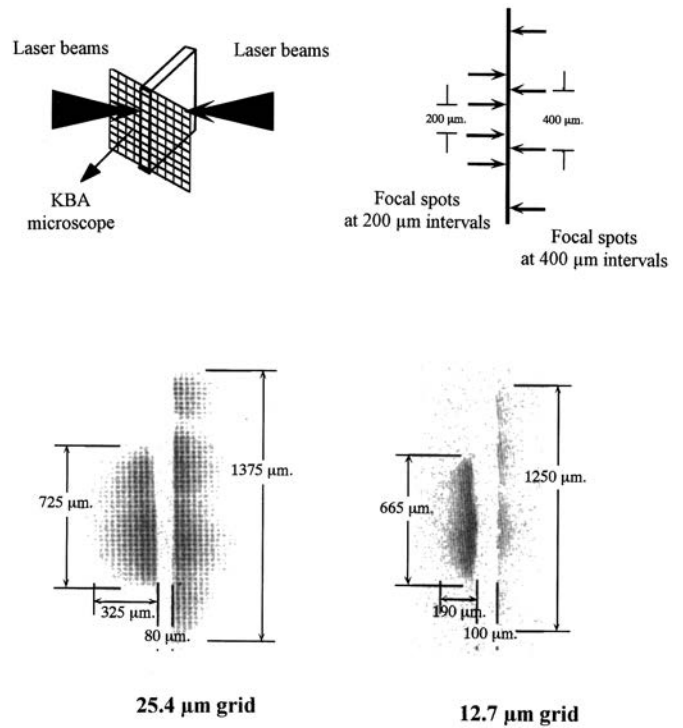 Laser beams
Laser beams
KBA
microscope
200 µm.
400 µm.
Focal spots
at 200 µm intervals
Focal spots
at 400 µm intervals
725 µm.
1375 µm.
325 µm.
80 µm.
665 µm.
1250 µm.
190 µm.
100 µm.
25.4 µm grid
12.7 µm grid